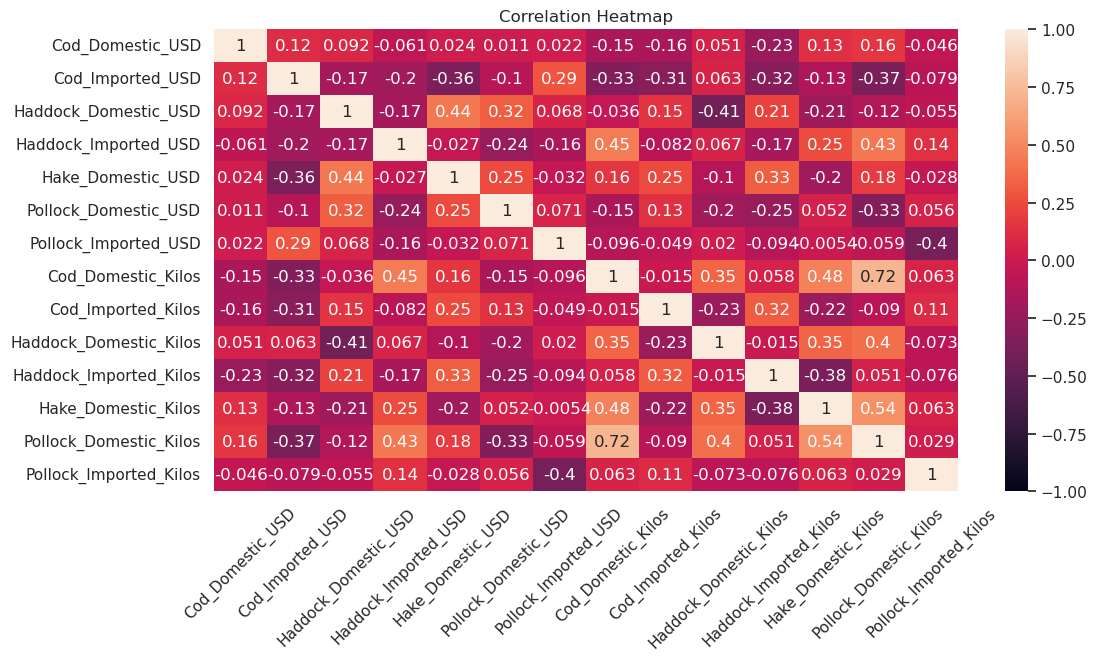 Correlation Heatmap
Cod_Domestic_USD 1 0.12 0.092 -0.061 0.024 0.011 0.022 -0.15 -0.16 0.051 -0.23 0.13 0.16 -0.046
Cod_Imported_USD 0.12 1 -0.17 -0.2 -0.36 -0.1 0.29 -0.33 -0.31 0.063 -0.32 -0.13 -0.37 -0.079
Haddock_Domestic_USD 0.092 -0.17 1 -0.17 0.44 0.32 0.068 -0.036 0.15 -0.41 0.21 -0.21 -0.12 -0.055
Haddock_Imported_USD -0.061 -0.2 -0.17 1 -0.027 -0.24 -0.16 0.45 -0.082 0.067 -0.17 0.25 0.43 0.14
Hake_Domestic_USD 0.024 -0.36 0.44 -0.027 1 0.25 -0.032 0.16 0.25 -0.1 0.33 -0.2 0.18 -0.028
Pollock_Domestic_USD 0.011 -0.1 0.32 -0.24 0.25 1 0.071 -0.15 0.13 -0.2 -0.25 0.052 -0.33 0.056
Pollock_Imported_USD 0.022 0.29 0.068 -0.16 -0.032 0.071 1 -0.096 -0.049 0.02 -0.094 -0.0054 -0.059 -0.4
Cod_Domestic_Kilos -0.15 -0.33 -0.036 0.45 0.16 -0.15 -0.096 1 -0.015 0.35 0.058 0.48 0.72 0.063
Cod_Imported_Kilos -0.16 -0.31 0.15 -0.082 0.25 0.13 -0.049 -0.015 1 -0.23 0.32 -0.22 -0.09 0.11
Haddock_Domestic_Kilos 0.051 0.063 -0.41 0.067 -0.1 -0.2 0.02 0.35 -0.23 1 -0.015 0.35 0.4 -0.073
Haddock_Imported_Kilos -0.23 -0.32 0.21 -0.17 0.33 -0.25 -0.094 0.058 0.32 -0.015 1 -0.38 0.051 -0.076
Hake_Domestic_Kilos 0.13 -0.13 -0.21 0.25 -0.2 0.052 -0.0054 0.48 -0.22 0.35 -0.38 1 0.54 0.063
Pollock_Domestic_Kilos 0.16 -0.37 -0.12 0.43 0.18 -0.33 -0.059 0.72 -0.09 0.4 0.051 0.54 1 0.029
Pollock_Imported_Kilos -0.046 -0.079 -0.055 0.14 -0.028 0.056 -0.4 0.063 0.11 -0.073 -0.076 0.063 0.029 1
Cod_Domestic_USD
Cod_Imported_USD
Haddock_Domestic_USD
Haddock_Imported_USD
Hake_Domestic_USD
Pollock_Domestic_USD
Pollock_Imported_USD
Cod_Domestic_Kilos
Cod_Imported_Kilos
Haddock_Domestic_Kilos
Haddock_Imported_Kilos
Hake_Domestic_Kilos
Pollock_Domestic_Kilos
Pollock_Imported_Kilos
1.00
0.75
0.50
0.25
0.00
−0.25
−0.50
−0.75
−1.00